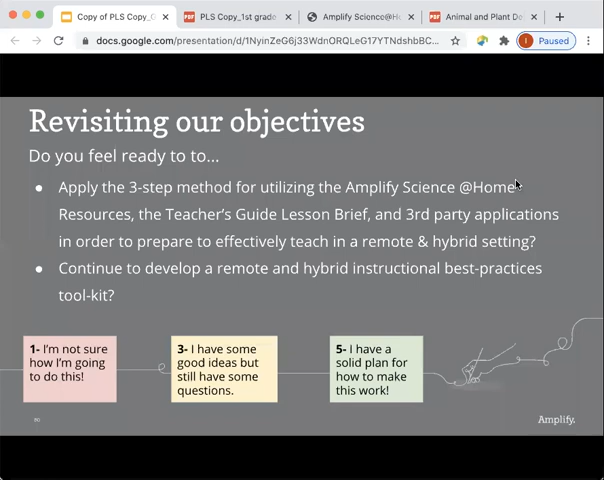 Copy of PLS Copy_G
PLS Copy_1st grade
Amplify Science@Ho
Animal and Plant De
docs.google.com/presentation/d/1NyinZeG6j33WdnORQLeG17YTNdshbBC...
Paused
Revisiting our objectives
Do you feel ready to to...
● Apply the 3-step method for utilizing the Amplify Science @Home
Resources, the Teacher's Guide Lesson Brief, and 3rd party applications
in order to prepare to effectively teach in a remote & hybrid setting?
● Continue to develop a remote and hybrid instructional best-practices
tool-kit?
1- I'm not sure
how I'm going
to do this!
3- I have some
good ideas but
still have some
questions.
5- I have a
solid plan for
how to make
this work!
Amplify.